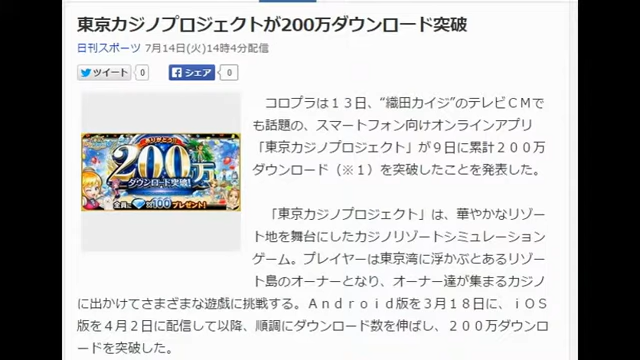 東京カジノプロジェクトが200万ダウンロード突破
日刊スポーツ 7月14日(火)14時4分配信
ツイート 0 シェア 0
コロプラは１３日、“織田カイジ”のテレビＣＭで
も話題の、スマートフォン向けオンラインアプリ
「東京カジノプロジェクト」が９日に累計２００万
ダウンロード（※１）を突破したことを発表した。
ありがとう!!
200万
ダウンロード突破!
全員に 100プレゼント!
「東京カジノプロジェクト」は、華やかなリゾー
ト地を舞台にしたカジノリゾートシミュレーション
ゲーム。プレイヤーは東京湾に浮かぶとあるリゾー
ト島のオーナーとなり、オーナー達が集まるカジノ
に出かけてさまざまな遊戯に挑戦する。Ａｎｄｒｏｉｄ版を３月１８日に、ｉＯＳ
版を４月２日に配信して以降、順調にダウンロード数を伸ばし、２００万ダウンロ
ードを突破した。